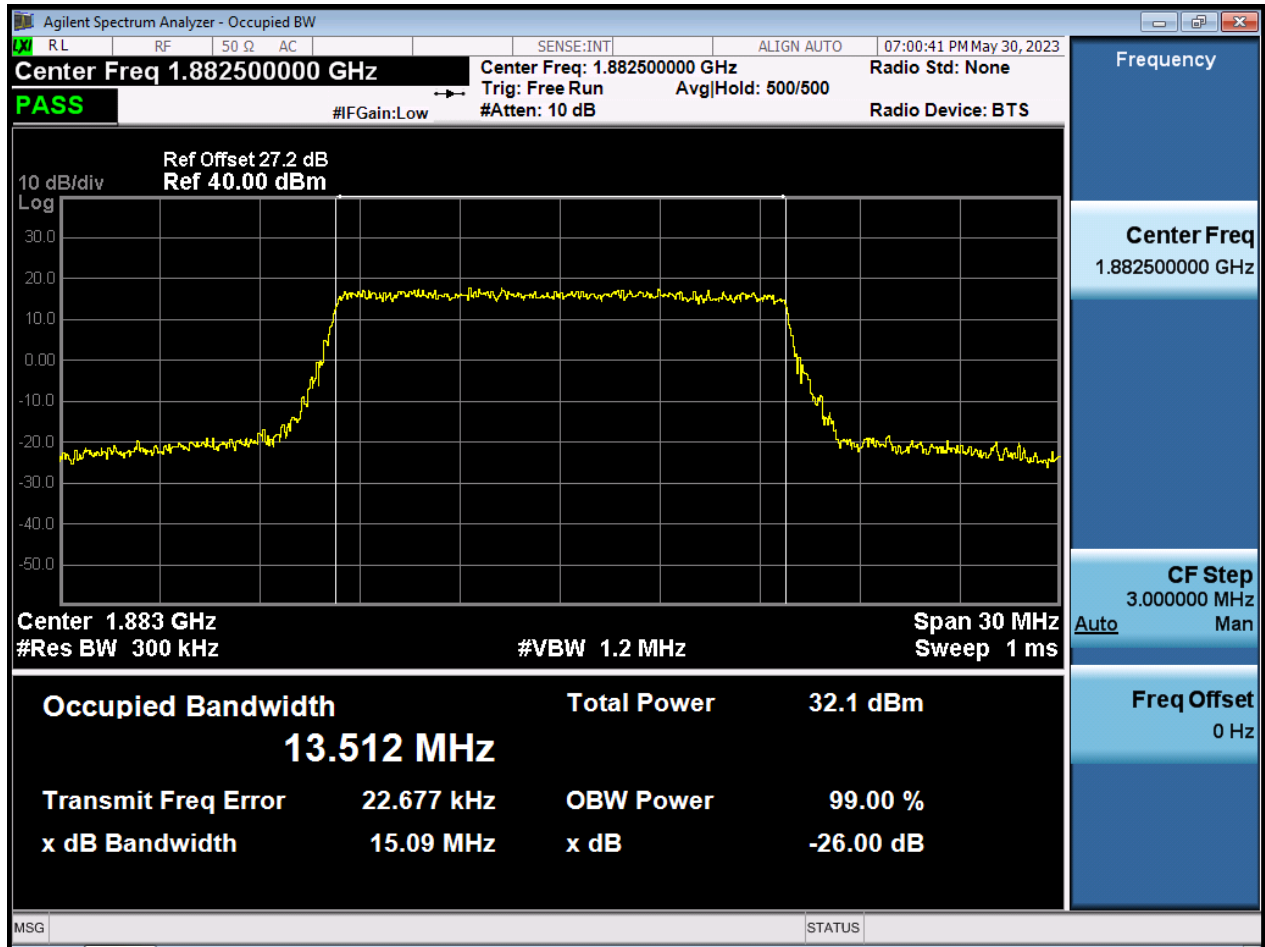 Agilent Spectrum Analyzer - Occupied BW
LXI RL RF 50 Ω AC SENSE:INT ALIGN AUTO 07:00:41 PM May 30, 2023
Center Freq 1.882500000 GHz
PASS
#IFGain:Low
Center Freq: 1.882500000 GHz
Trig: Free Run Avg|Hold: 500/500
#Atten: 10 dB
Radio Std: None
Radio Device: BTS
Ref Offset 27.2 dB
10 dB/div Ref 40.00 dBm
Log
30.0
20.0
10.0
0.00
-10.0
-20.0
-30.0
-40.0
-50.0
Center 1.883 GHz Span 30 MHz
#Res BW 300 kHz #VBW 1.2 MHz Sweep 1 ms
Occupied Bandwidth Total Power 32.1 dBm
13.512 MHz
Transmit Freq Error 22.677 kHz OBW Power 99.00 %
x dB Bandwidth 15.09 MHz x dB -26.00 dB
MSG STATUS
Frequency
Center Freq
1.882500000 GHz
CF Step
3.000000 MHz
Auto Man
Freq Offset
0 Hz